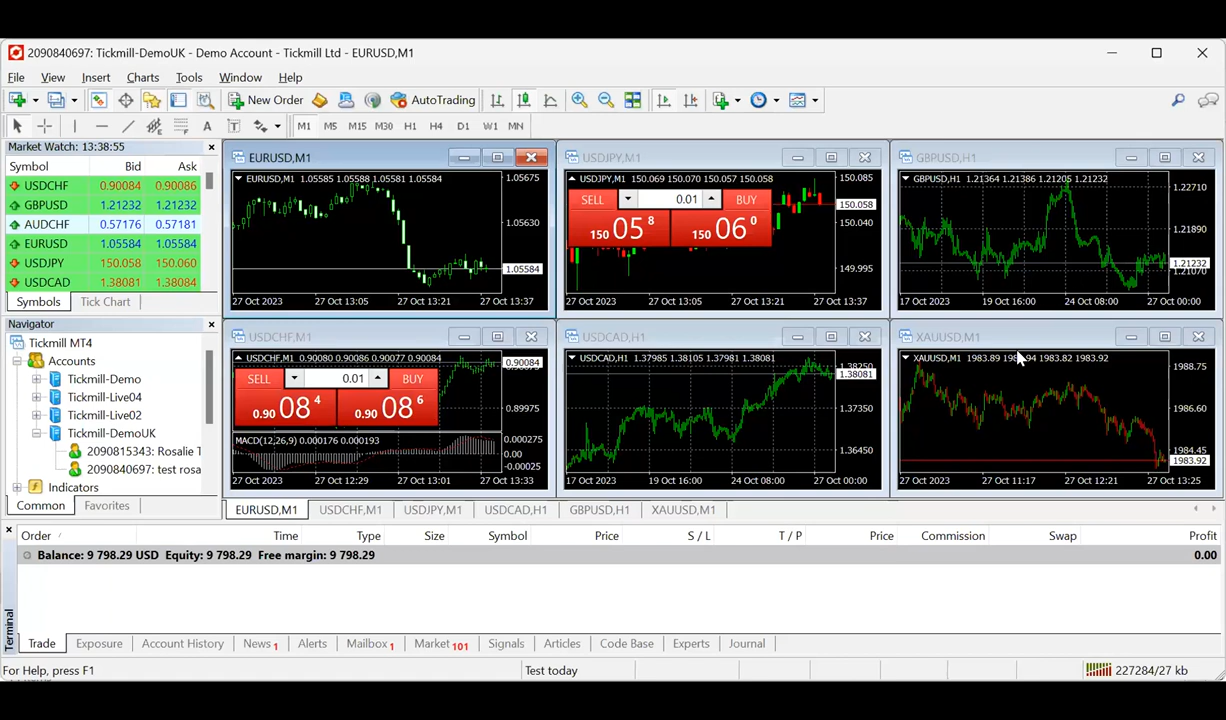 2090840697: Tickmill-DemoUK - Demo Account - Tickmill Ltd - EURUSD,M1
File View Insert Charts Tools Window Help
New Order AutoTrading
A T M1 M5 M15 M30 H1 H4 D1 W1 MN
Market Watch: 13:38:55
Symbol Bid Ask
USDCHF 0.90084 0.90086
GBPUSD 1.21232 1.21232
AUDCHF 0.57176 0.57181
EURUSD 1.05584 1.05584
USDJPY 150.058 150.060
USDCAD 1.38081 1.38084
Symbols Tick Chart
Navigator
Tickmill MT4
Accounts
Tickmill-Demo
Tickmill-Live04
Tickmill-Live02
Tickmill-DemoUK
2090815343: Rosalie T
2090840697: test rosa
Indicators
Common Favorites
EURUSD,M1
EURUSD,M1 1.05585 1.05588 1.05581 1.05584
1.05675
1.05630
1.05584
27 Oct 2023 27 Oct 13:05 27 Oct 13:21 27 Oct 13:37
USDJPY,M1
USDJPY,M1 150.069 150.070 150.057 150.058
SELL 0.01 BUY
150 05 8 150 06 0
150.085
150.058
150.040
149.995
27 Oct 2023 27 Oct 13:05 27 Oct 13:21 27 Oct 13:37
GBPUSD,H1
GBPUSD,H1 1.21364 1.21386 1.21205 1.21232
1.22710
1.21890
1.21232
1.21070
17 Oct 2023 19 Oct 16:00 24 Oct 08:00 27 Oct 00:00
USDCHF,M1
USDCHF,M1 0.90080 0.90086 0.90077 0.90084
SELL 0.01 BUY
0.90 08 4 0.90 08 6
0.90084
0.89975
MACD(12,26,9) 0.000176 0.000193
0.000275
0.00
-0.00025
27 Oct 2023 27 Oct 12:29 27 Oct 13:01 27 Oct 13:33
USDCAD,H1
USDCAD,H1 1.37985 1.38105 1.37981 1.38081
1.38250
1.38081
1.37350
1.36450
17 Oct 2023 19 Oct 16:00 24 Oct 08:00 27 Oct 00:00
XAUUSD,M1
XAUUSD,M1 1983.89 1983.82 1983.92
1988.75
1986.60
1984.45
1983.92
27 Oct 2023 27 Oct 11:17 27 Oct 12:21 27 Oct 13:25
EURUSD,M1 USDCHF,M1 USDJPY,M1 USDCAD,H1 GBPUSD,H1 XAUUSD,M1
Order Time Type Size Symbol Price S / L T / P Price Commission Swap Profit
Balance: 9 798.29 USD Equity: 9 798.29 Free margin: 9 798.29 0.00
Terminal
Trade Exposure Account History News 1 Alerts Mailbox 1 Market 101 Signals Articles Code Base Experts Journal
For Help, press F1 Test today 227284/27 kb